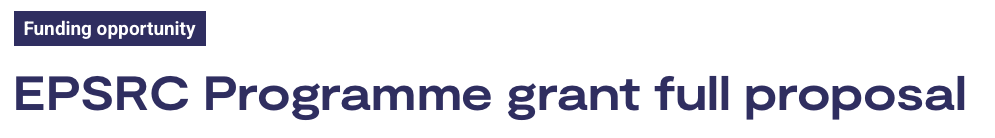 Funding opportunity
EPSRC Programme grant full proposal